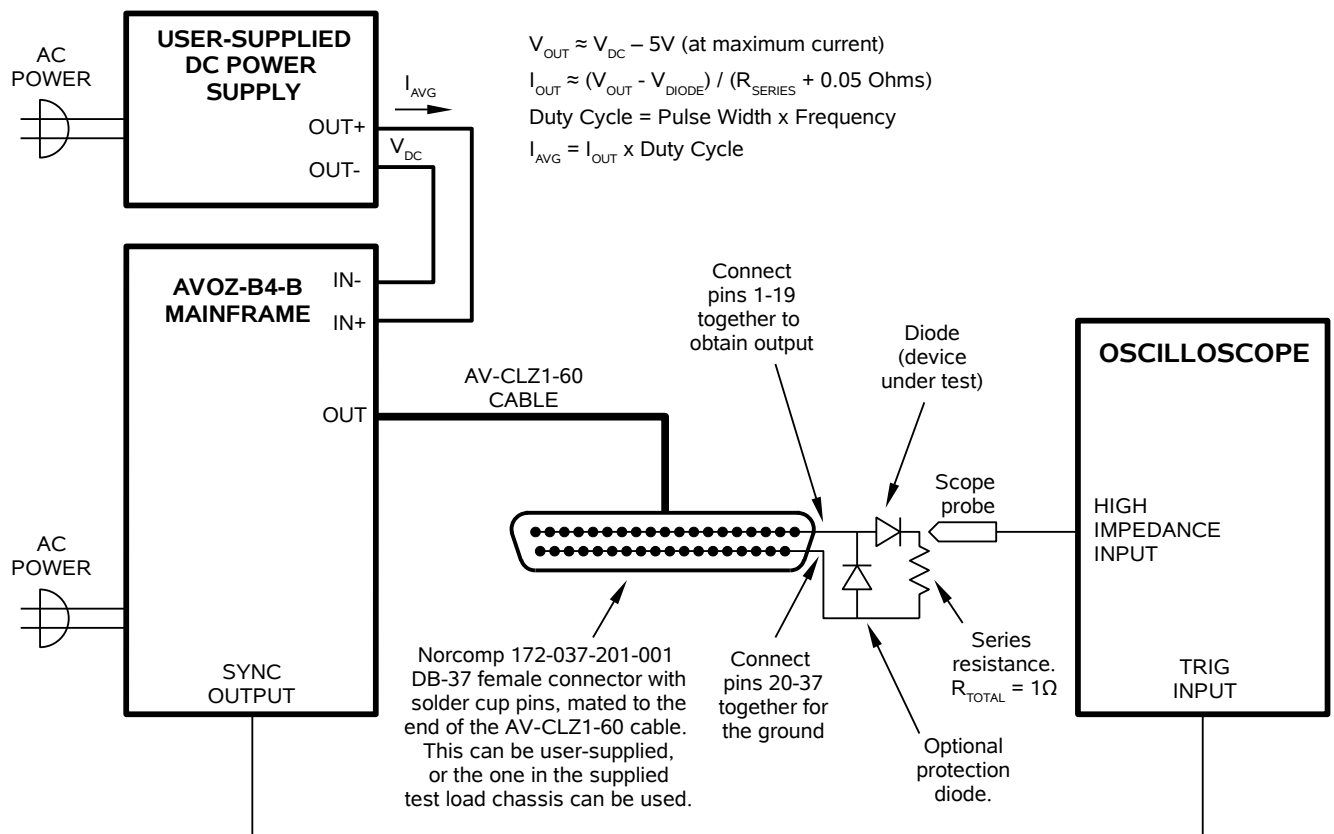 AC
POWER
USER-SUPPLIED
DC POWER
SUPPLY
OUT+
OUT-
I_AVG
V_DC
V_OUT ≈ V_DC – 5V (at maximum current)
I_OUT ≈ (V_OUT - V_DIODE) / (R_SERIES + 0.05 Ohms)
Duty Cycle = Pulse Width x Frequency
I_AVG = I_OUT x Duty Cycle
AVOZ-B4-B
MAINFRAME
IN-
IN+
OUT
AC
POWER
SYNC
OUTPUT
AV-CLZ1-60
CABLE
Connect
pins 1-19
together to
obtain output
Diode
(device
under test)
Scope
probe
OSCILLOSCOPE
HIGH
IMPEDANCE
INPUT
TRIG
INPUT
Norcomp 172-037-201-001
DB-37 female connector with
solder cup pins, mated to the
end of the AV-CLZ1-60 cable.
This can be user-supplied,
or the one in the supplied
test load chassis can be used.
Connect
pins 20-37
together for
the ground
Optional
protection
diode.
Series
resistance.
R_TOTAL = 1Ω